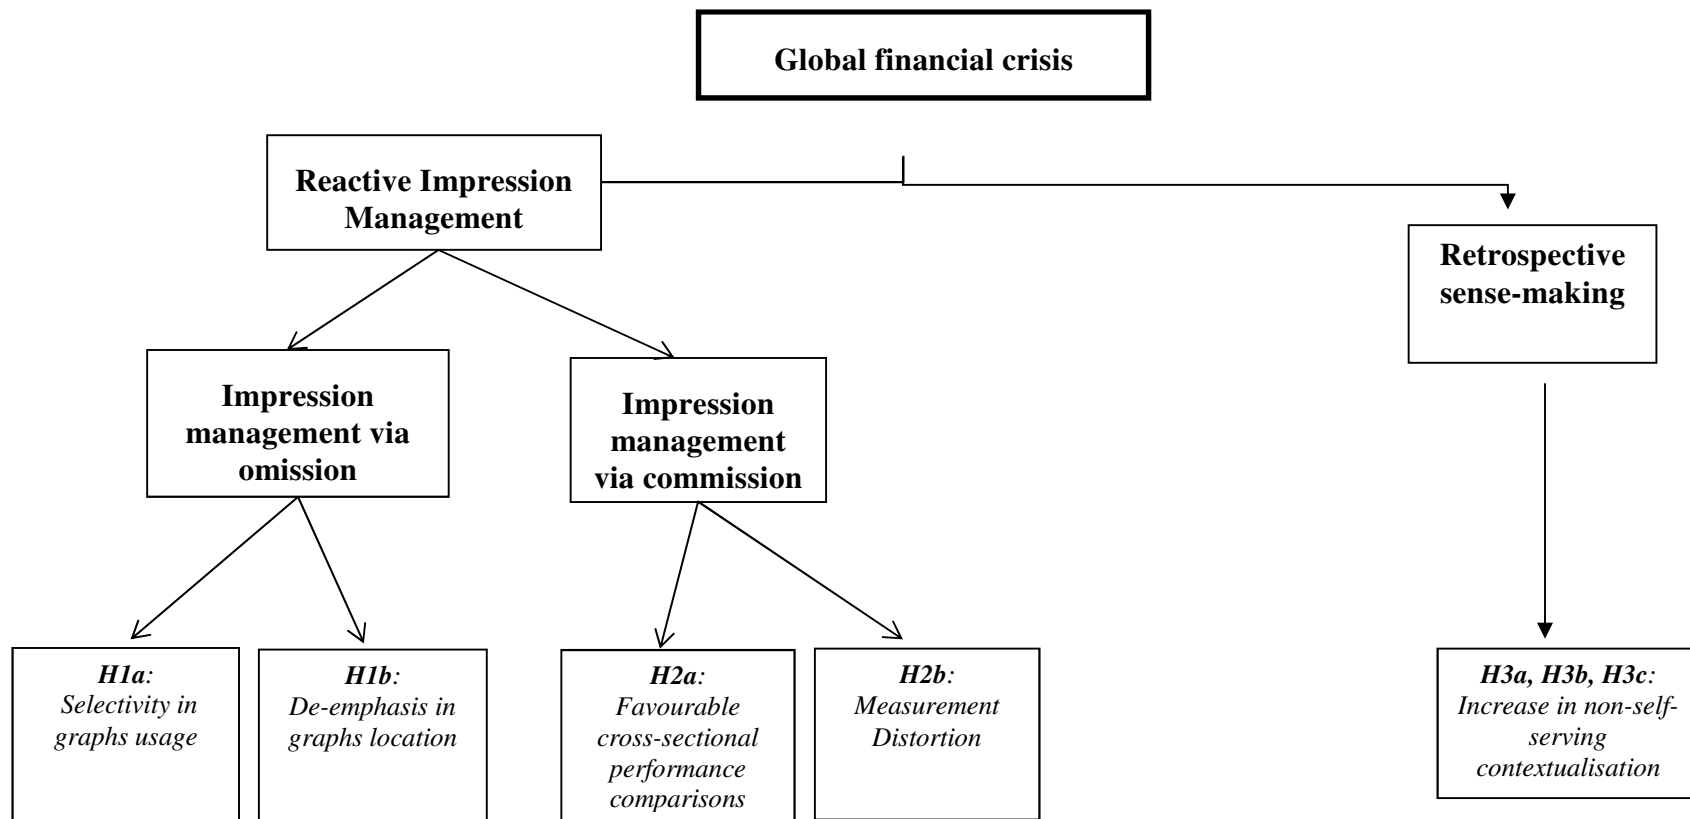 Global financial crisis
Reactive Impression
Management
Retrospective
sense-making
Impression
management via
omission
Impression
management
via commission
H1a:
Selectivity in
graphs usage
H1b:
De-emphasis in
graphs location
H2a:
Favourable
cross-sectional
performance
comparisons
H2b:
Measurement
Distortion
H3a, H3b, H3c:
Increase in non-self-
serving
contextualisation